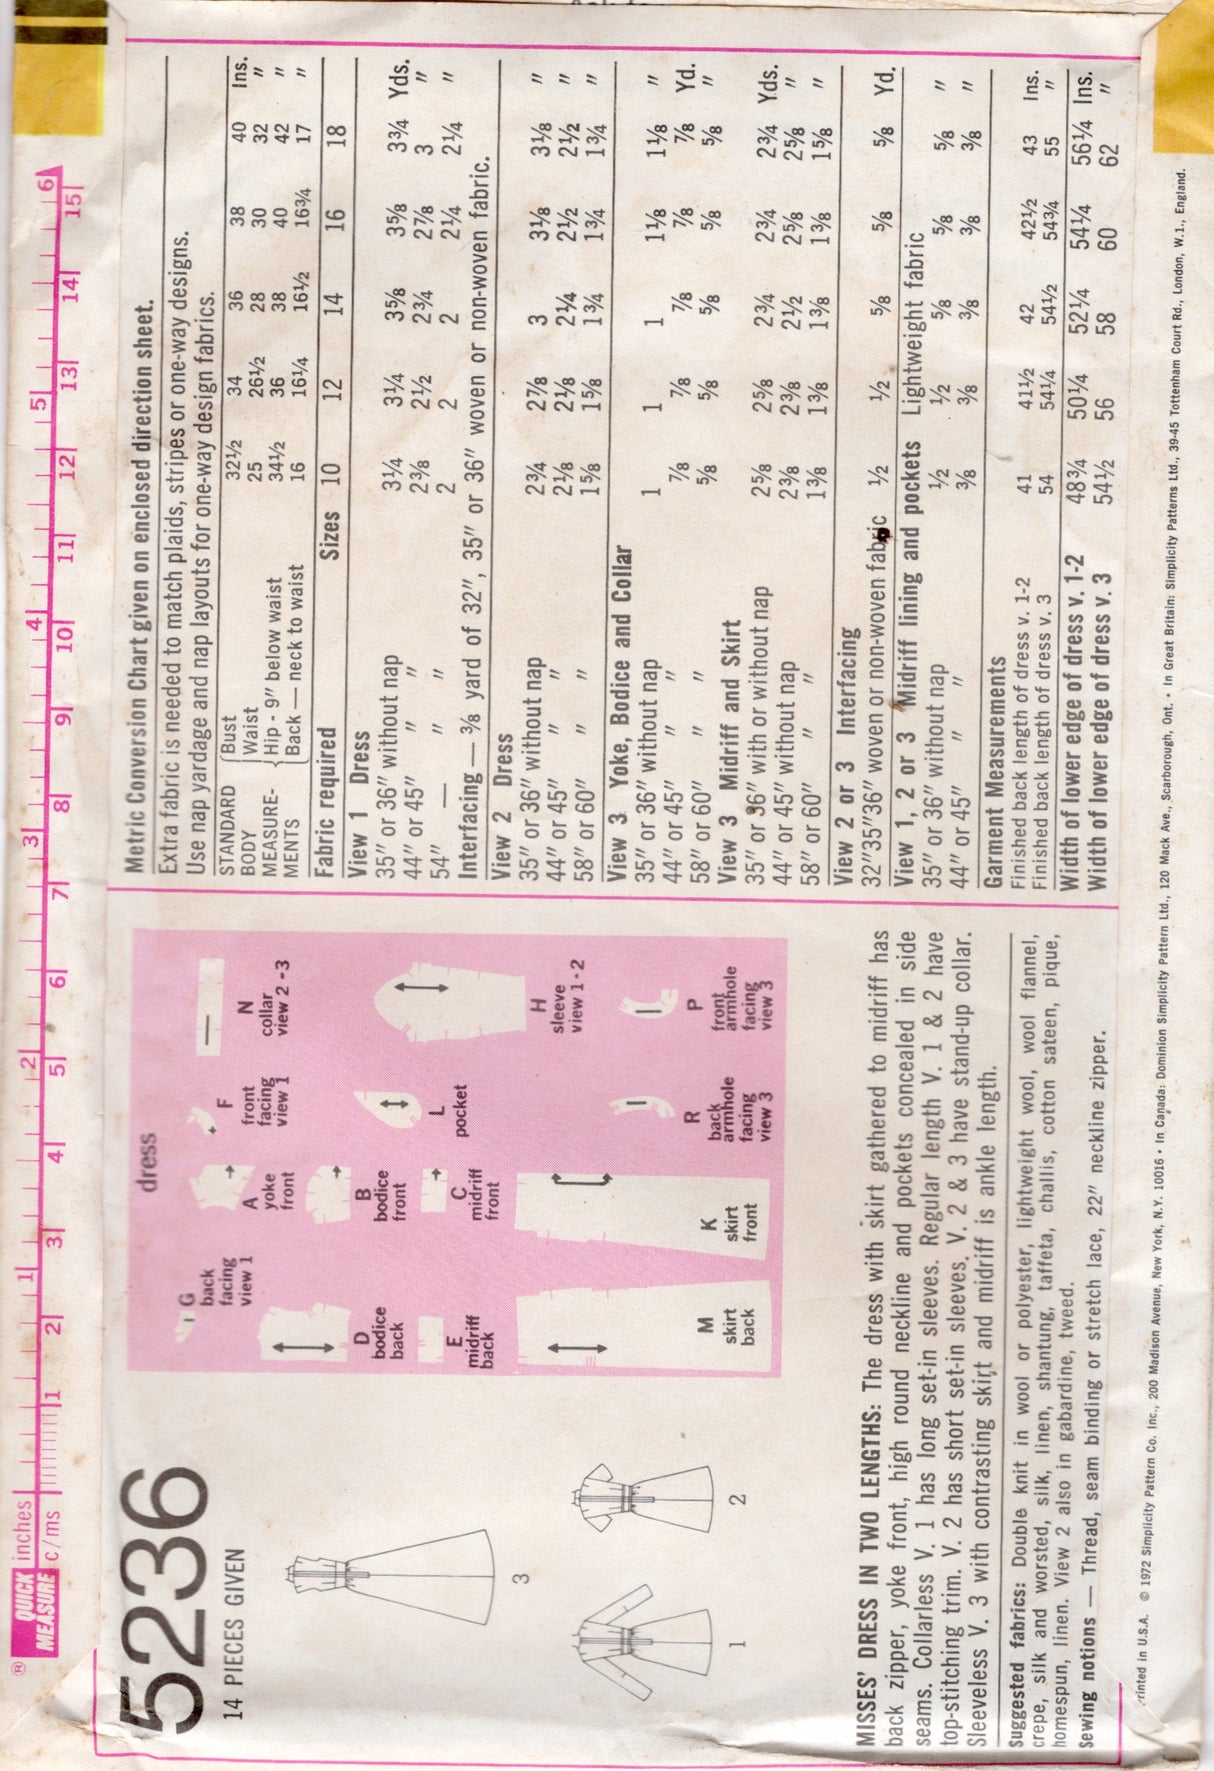 QUICK MEASURE
®
inches
c/ms
1 2 3 4 5 6
1 2 3 4 5 6 7 8 9 10 11 12 13 14 15
5236
14 PIECES GIVEN
3
1
2
dress
G
back
facing
view 1
A
yoke
front
F
front
facing
view 1
N
collar
view 2 -3
D
bodice
back
B
bodice
front
L
pocket
H
sleeve
view 1 - 2
E
midriff
back
C
midriff
front
M
skirt
back
K
skirt
front
R
back
armhole
facing
view 3
P
front
armhole
facing
view 3
MISSES' DRESS IN TWO LENGTHS: The dress with skirt gathered to midriff has
back zipper, yoke front, high round neckline and pockets concealed in side
seams. Collarless V. 1 has long set-in sleeves. Regular length V. 1 & 2 have
top-stitching trim. V. 2 has short set-in sleeves. V. 2 & 3 have stand-up collar.
Sleeveless V. 3 with contrasting skirt and midriff is ankle length.
Suggested fabrics: Double knit in wool or polyester, lightweight wool, wool flannel,
crepe, silk and worsted, silk, linen, shantung, taffeta, challis, cotton sateen, pique,
homespun, linen. View 2 also in gabardine, tweed.
Sewing notions — Thread, seam binding or stretch lace, 22" neckline zipper.
Metric Conversion Chart given on enclosed direction sheet.
Extra fabric is needed to match plaids, stripes or one-way designs.
Use nap yardage and nap layouts for one-way design fabrics.
STANDARD BODY MEASURE- MENTS
Bust 32½ 34 36 38 40 Ins.
Waist 25 26½ 28 30 32 "
Hip - 9" below waist 34½ 36 38 40 42 "
Back — neck to waist 16 16¼ 16½ 16¾ 17 "
Fabric required Sizes 10 12 14 16 18
View 1 Dress
35" or 36" without nap 3¼ 3¼ 3⅝ 3⅝ 3¾ Yds.
44" or 45" " " 2⅜ 2½ 2¾ 2⅞ 3 "
54" — " " 2 2 2 2¼ 2¼ "
Interfacing — ⅜ yard of 32", 35" or 36" woven or non-woven fabric.
View 2 Dress
35" or 36" without nap 2¾ 2⅞ 3 3⅛ 3⅛ "
44" or 45" " " 2⅛ 2⅛ 2¼ 2½ 2½ "
58" or 60" " " 1⅝ 1⅝ 1¾ 1¾ 1¾ "
View 3 Yoke, Bodice and Collar
35" or 36" without nap 1 1 1 1⅛ 1⅛ "
44" or 45" " " ⅞ ⅞ ⅞ ⅞ ⅞ Yd.
58" or 60" " " ⅝ ⅝ ⅝ ⅝ ⅝ "
View 3 Midriff and Skirt
35" or 36" with or without nap 2⅝ 2⅝ 2¾ 2¾ 2¾ Yds.
44" or 45" without nap 2⅜ 2⅜ 2½ 2⅝ 2⅝ "
58" or 60" " " 1⅜ 1⅜ 1⅜ 1⅜ 1⅝ "
View 2 or 3 Interfacing
32"35"36" woven or non-woven fabric ½ ½ ⅝ ⅝ ⅝ Yd.
View 1, 2 or 3 Midriff lining and pockets Lightweight fabric
35" or 36" without nap ½ ½ ⅝ ⅝ ⅝ "
44" or 45" " " ⅜ ⅜ ⅜ ⅜ ⅜ "
Garment Measurements
Finished back length of dress v. 1-2 41 41½ 42 42½ 43 Ins.
Finished back length of dress v. 3 54 54¼ 54½ 54¾ 55 "
Width of lower edge of dress v. 1-2 48¾ 50¼ 52¼ 54¼ 56¼ Ins.
Width of lower edge of dress v. 3 54½ 56 58 60 62 "
rinted in U.S.A. © 1972 Simplicity Pattern Co. Inc., 200 Madison Avenue, New York, N.Y. 10016 • In Canada: Dominion Simplicity Pattern Ltd., 120 Mack Ave., Scarborough, Ont. • In Great Britain: Simplicity Patterns Ltd., 39-45 Tottenham Court Rd., London, W.1., England.